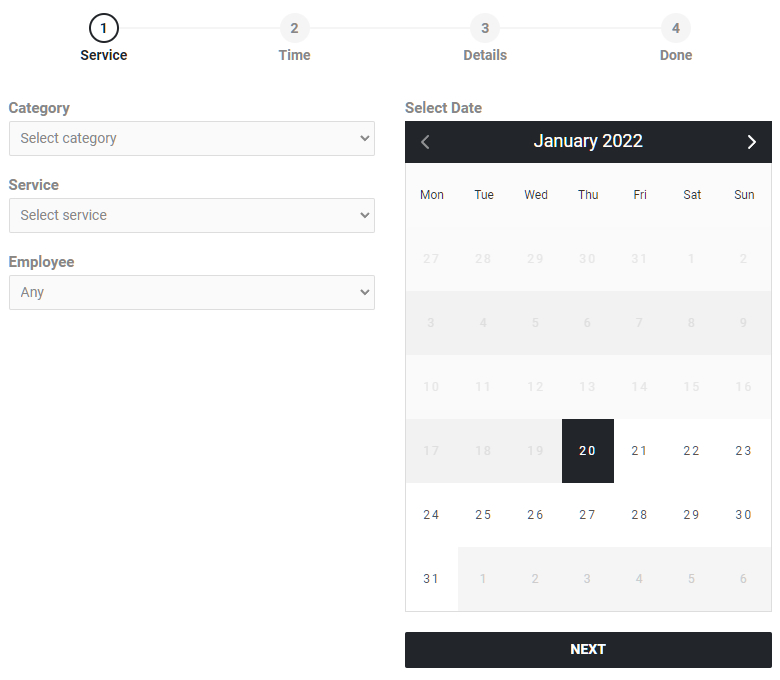 1 2 3 4
Service Time Details Done
Category
Select category
Service
Select service
Employee
Any
Select Date
January 2022
Mon Tue Wed Thu Fri Sat Sun
27 28 29 30 31 1 2
3 4 5 6 7 8 9
10 11 12 13 14 15 16
17 18 19 20 21 22 23
24 25 26 27 28 29 30
31 1 2 3 4 5 6
NEXT